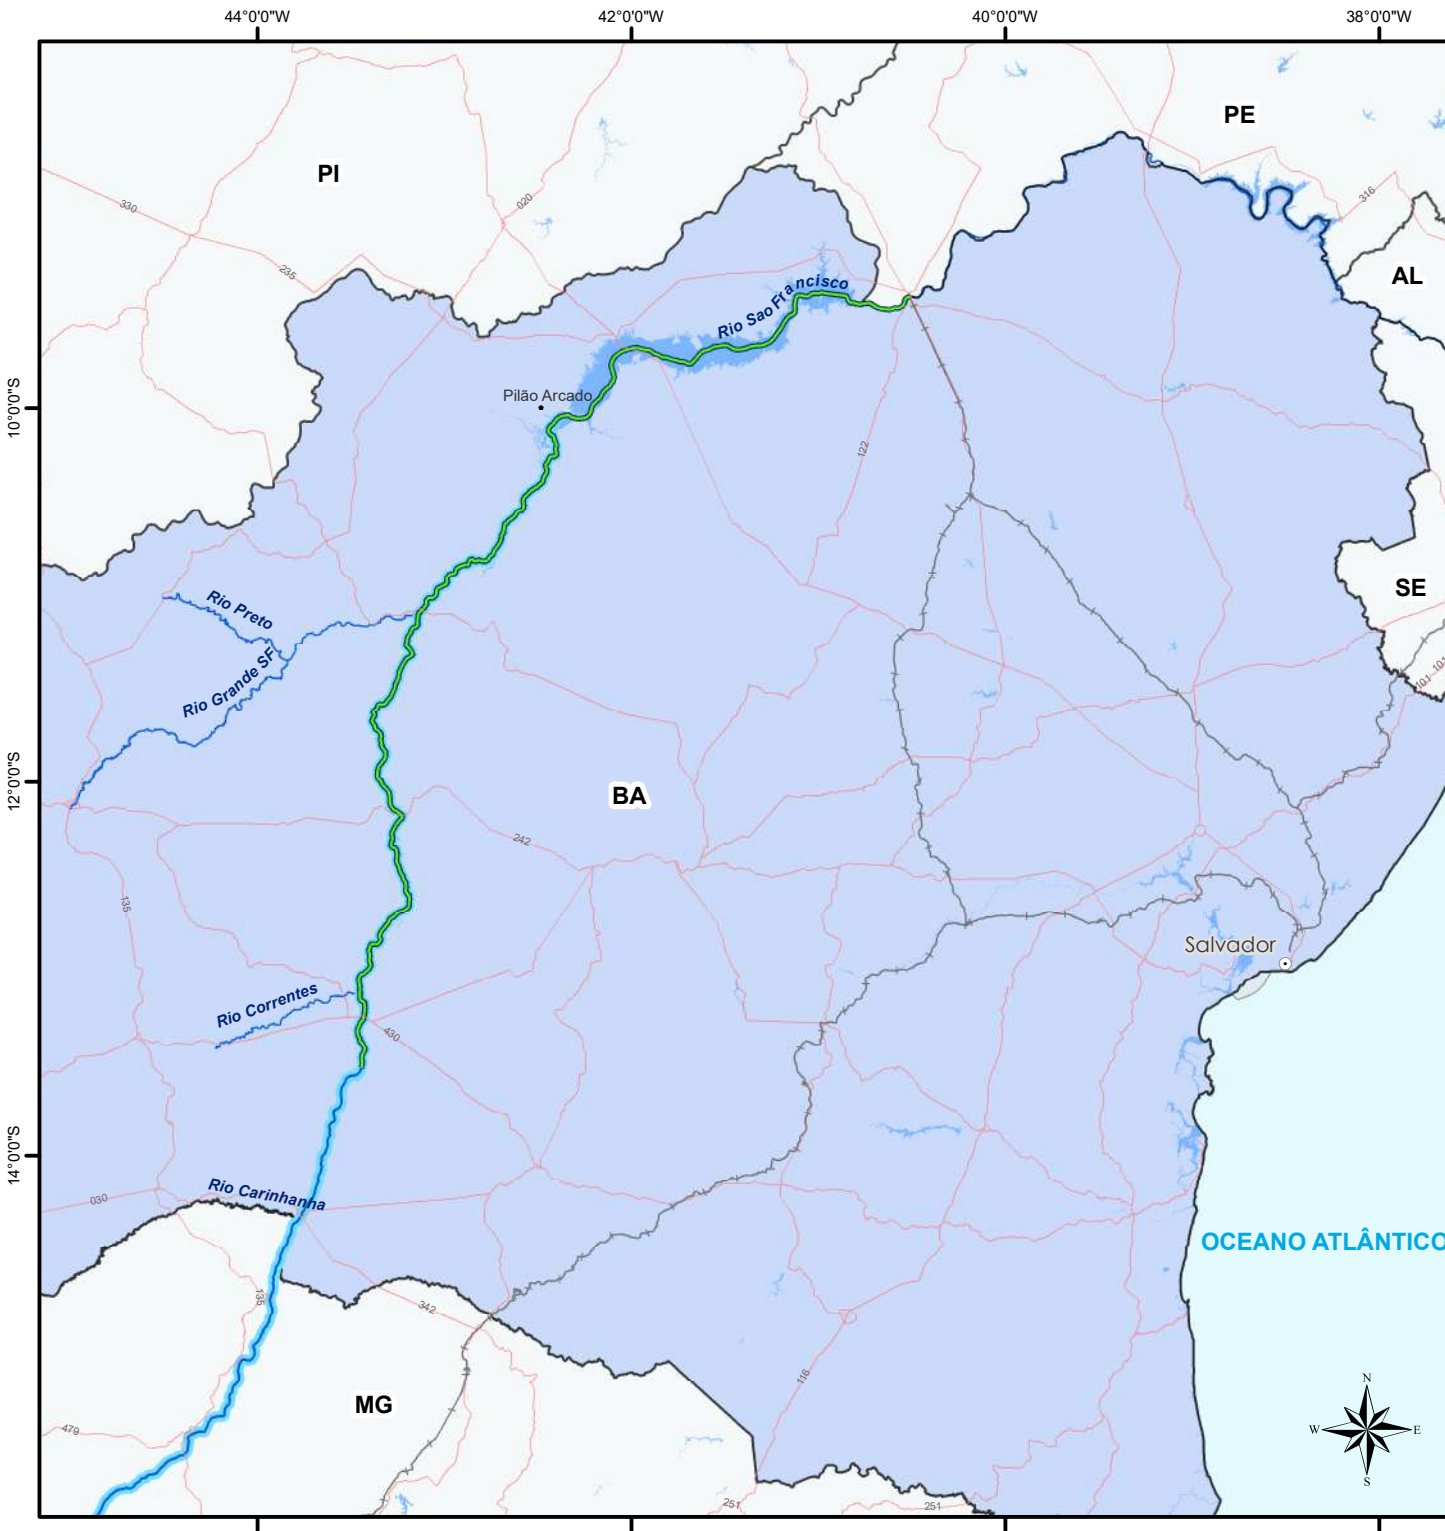 44°0'0"W
42°0'0"W
40°0'0"W
38°0'0"W
PE
PI
330
020
316
235
AL
Rio Sao Francisco
10°0'0"S
Pilão Arcado
122
SE
Rio Preto
Rio Grande SF
101
101
12°0'0"S
BA
242
135
Salvador
Rio Correntes
430
14°0'0"S
Rio Carinhanha
030
OCEANO ATLÂNTICO
135
342
116
MG
479
N
W
E
S
251
251